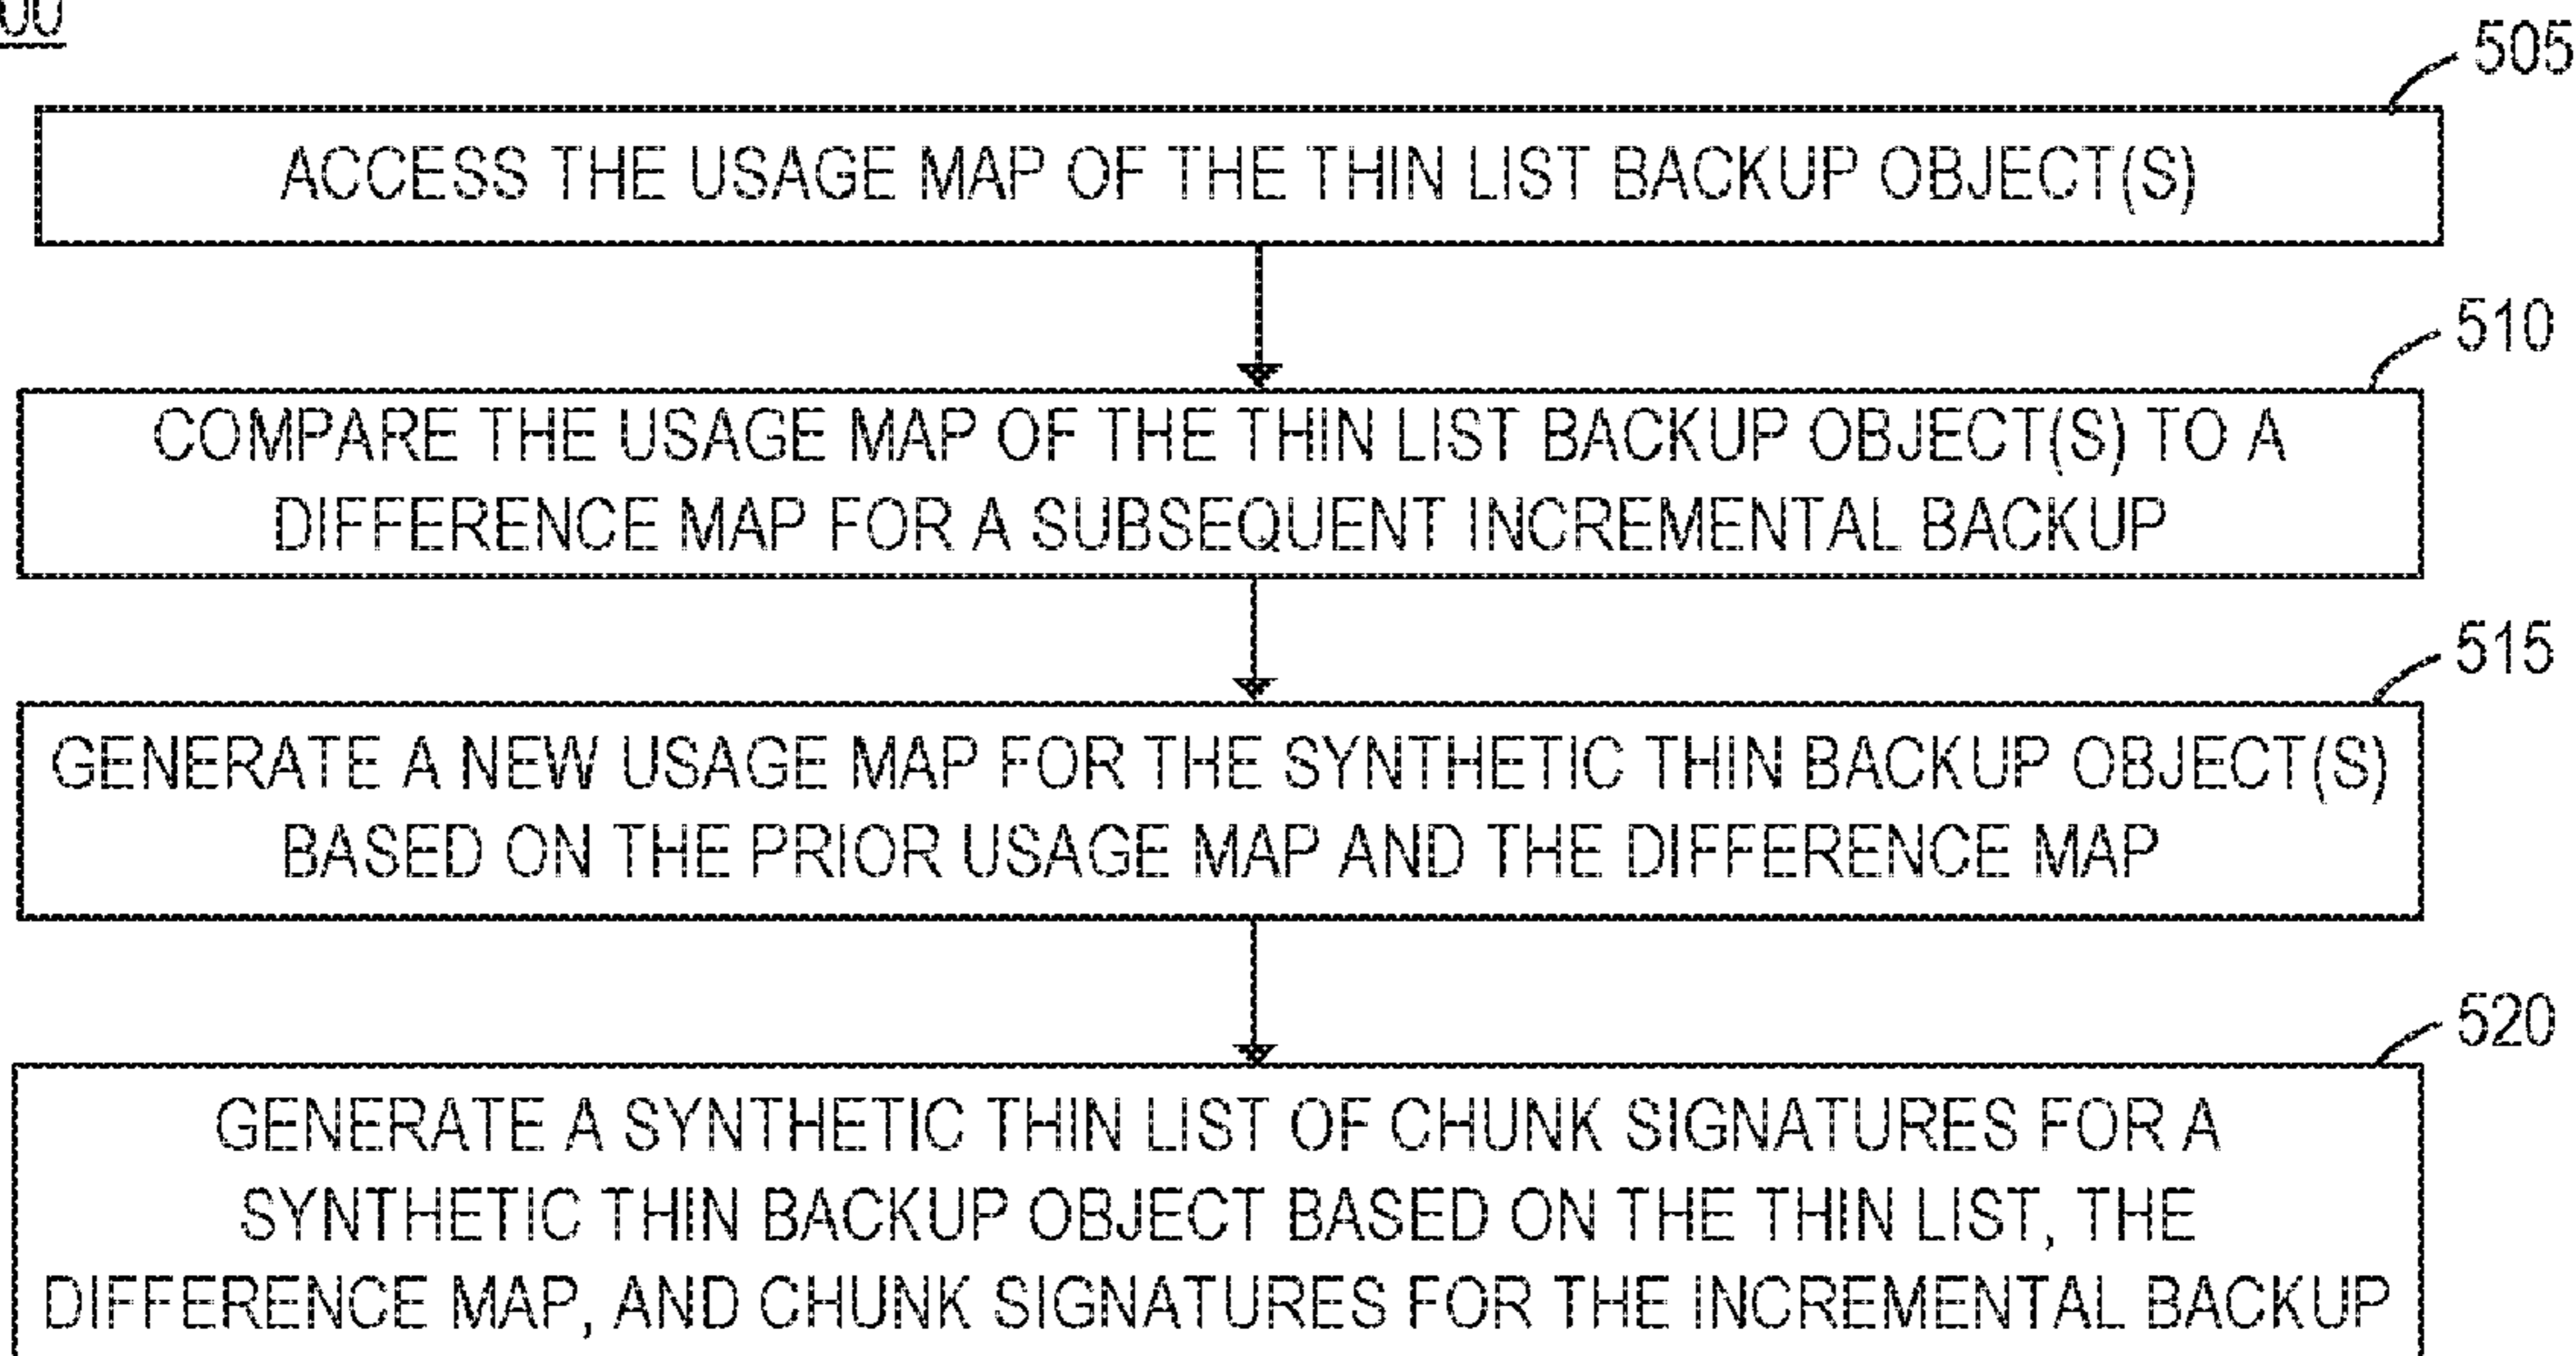 505
ACCESS THE USAGE MAP OF THE THIN LIST BACKUP OBJECT(S)
510
COMPARE THE USAGE MAP OF THE THIN LIST BACKUP OBJECT(S) TO A
DIFFERENCE MAP FOR A SUBSEQUENT INCREMENTAL BACKUP
515
GENERATE A NEW USAGE MAP FOR THE SYNTHETIC THIN BACKUP OBJECT(S)
BASED ON THE PRIOR USAGE MAP AND THE DIFFERENCE MAP
520
GENERATE A SYNTHETIC THIN LIST OF CHUNK SIGNATURES FOR A
SYNTHETIC THIN BACKUP OBJECT BASED ON THE THIN LIST, THE
DIFFERENCE MAP, AND CHUNK SIGNATURES FOR THE INCREMENTAL BACKUP